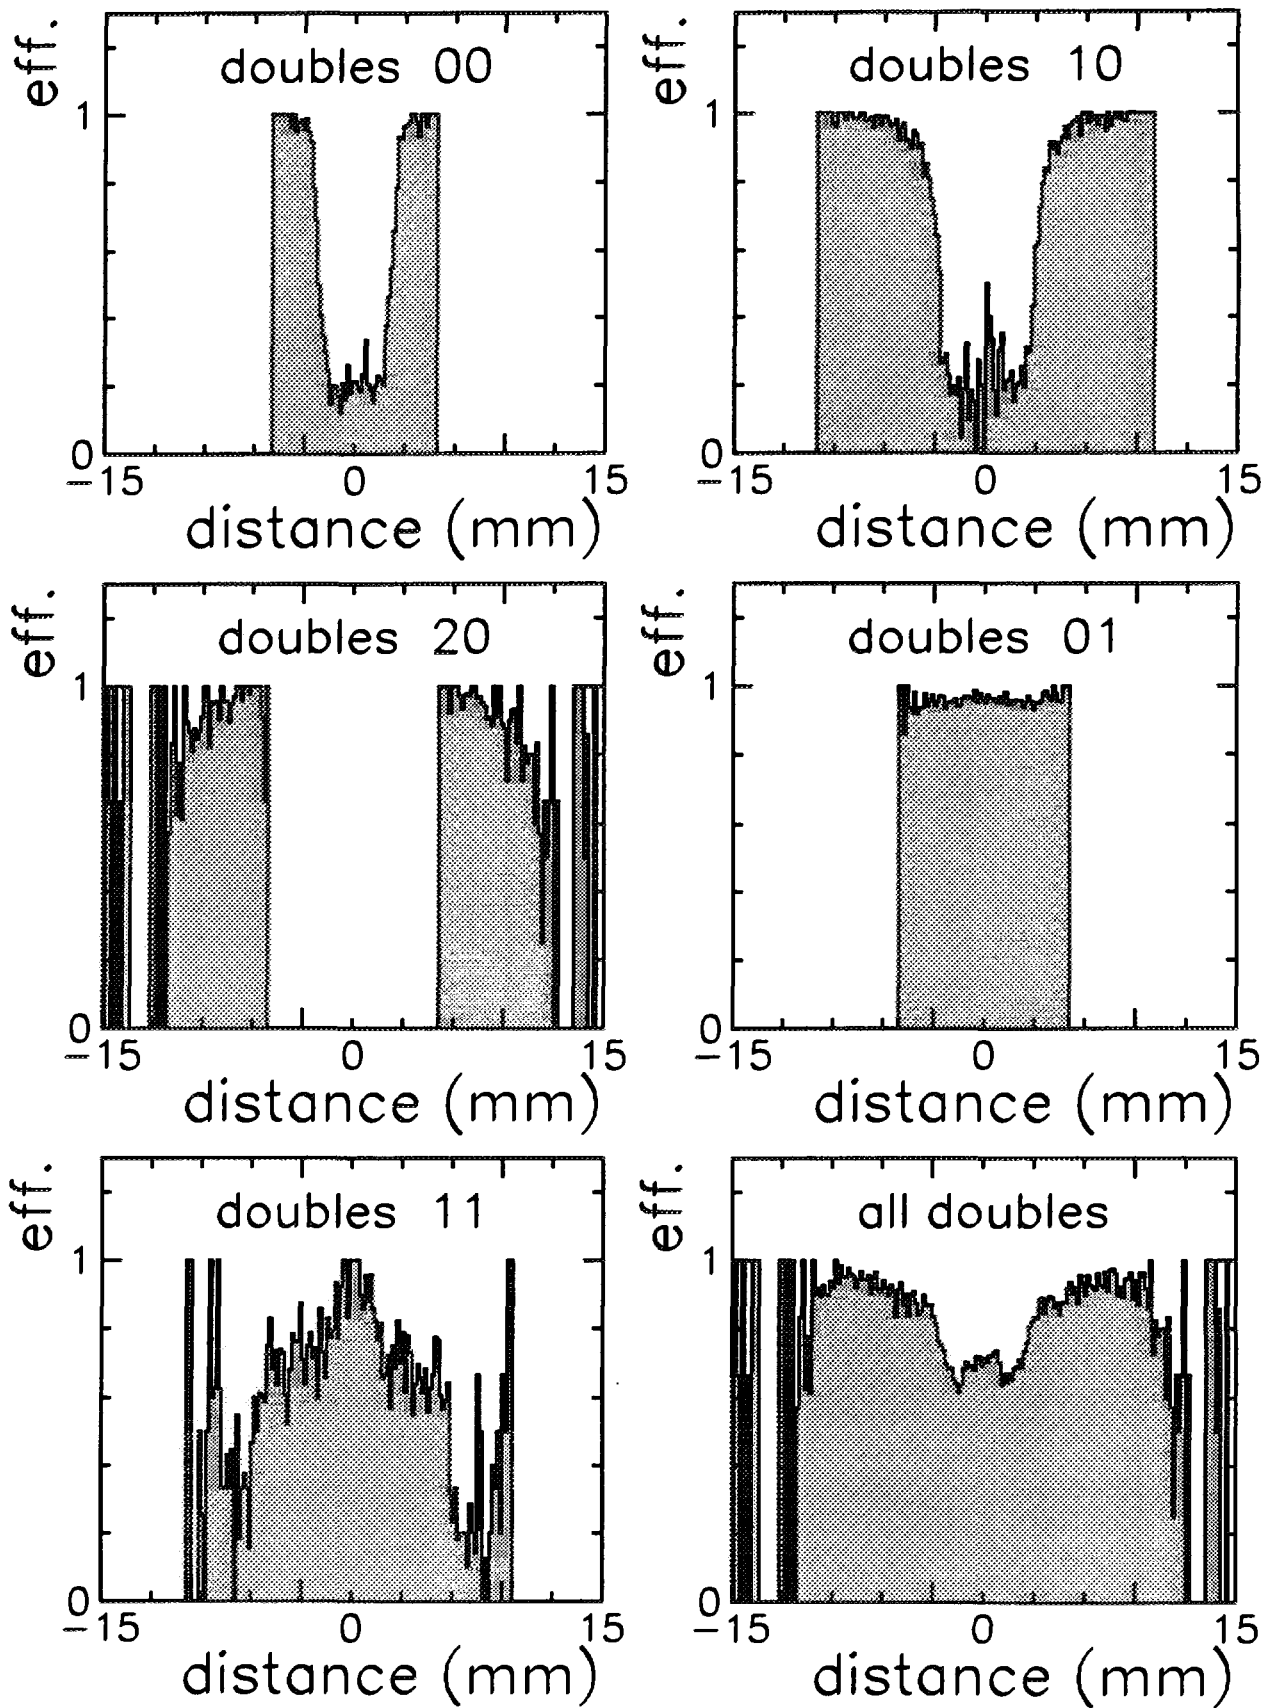 eff.
doubles 00
1
0
-15 0 15
distance (mm)
eff.
doubles 10
1
0
-15 0 15
distance (mm)
eff.
doubles 20
1
0
-15 0 15
distance (mm)
eff.
doubles 01
1
0
-15 0 15
distance (mm)
eff.
doubles 11
1
0
-15 0 15
distance (mm)
eff.
all doubles
1
0
-15 0 15
distance (mm)